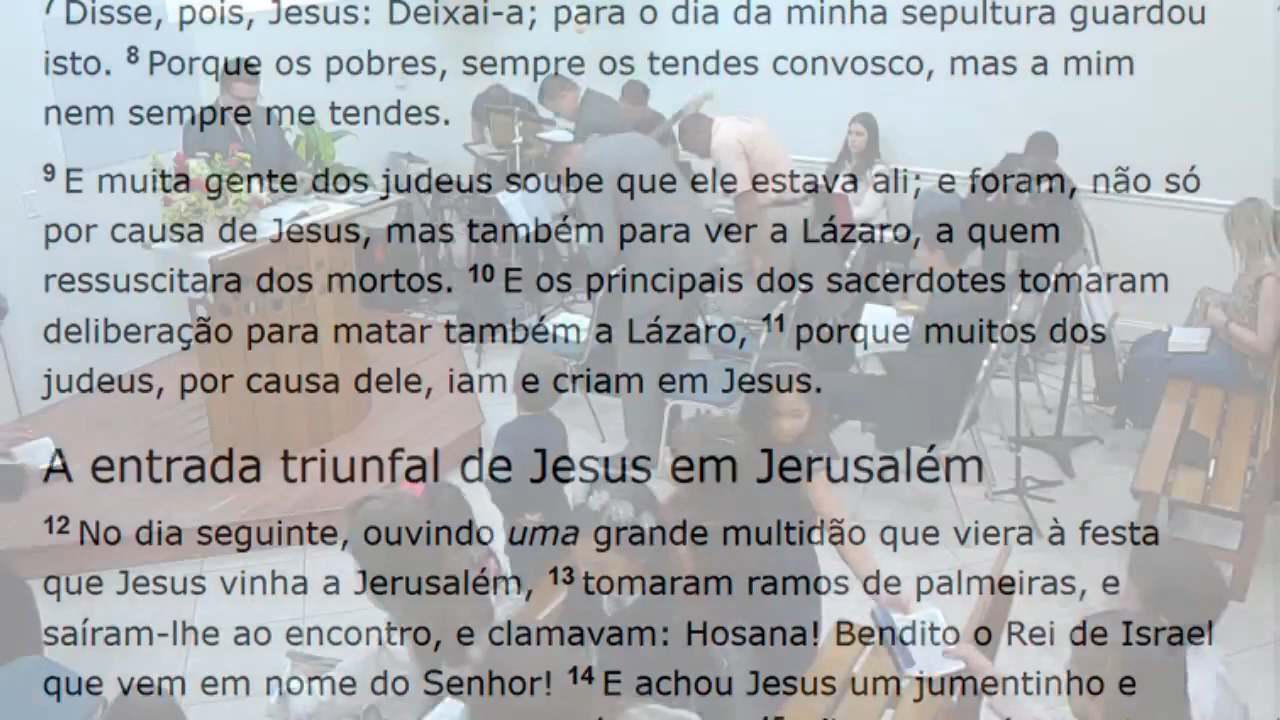 7 Disse, pois, Jesus: Deixai-a; para o dia da minha sepultura guardou
isto. 8 Porque os pobres, sempre os tendes convosco, mas a mim
nem sempre me tendes.
9 E muita gente dos judeus soube que ele estava ali; e foram, não só
por causa de Jesus, mas também para ver a Lázaro, a quem
ressuscitara dos mortos. 10 E os principais dos sacerdotes tomaram
deliberação para matar também a Lázaro, 11 porque muitos dos
judeus, por causa dele, iam e criam em Jesus.
A entrada triunfal de Jesus em Jerusalém
12 No dia seguinte, ouvindo uma grande multidão que viera à festa
que Jesus vinha a Jerusalém, 13 tomaram ramos de palmeiras, e
saíram-lhe ao encontro, e clamavam: Hosana! Bendito o Rei de Israel
que vem em nome do Senhor! 14 E achou Jesus um jumentinho e